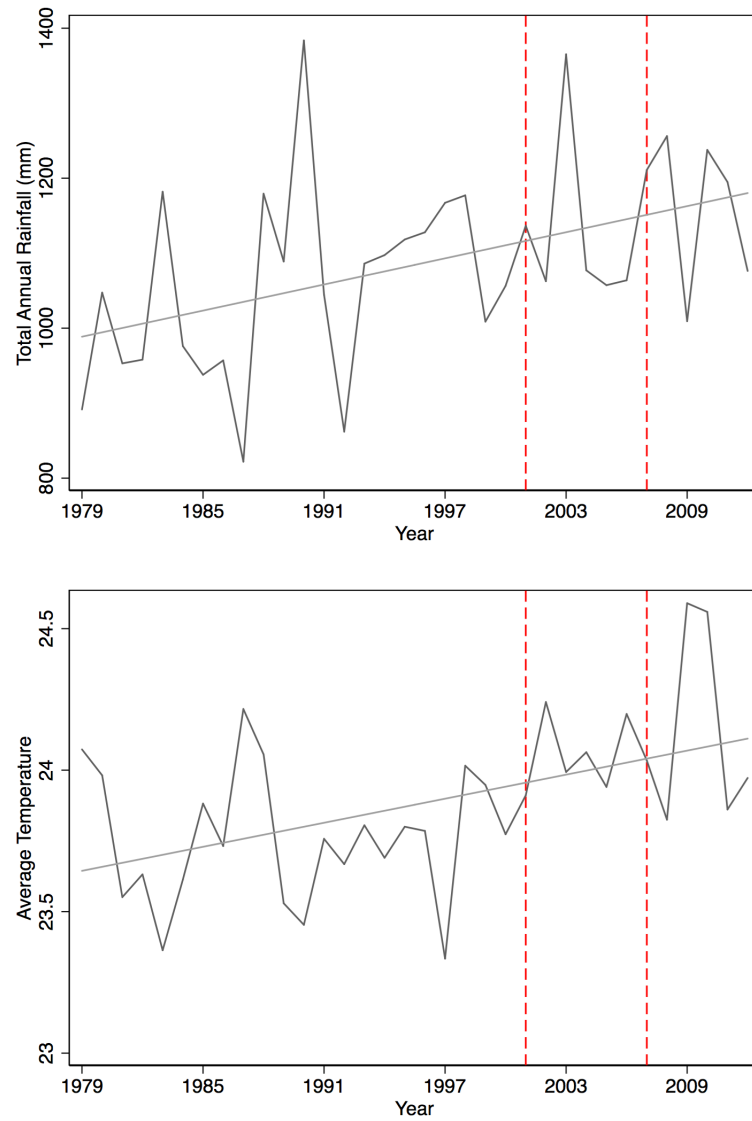 Total Annual Rainfall (mm)
1400
1200
1000
800
1979 1985 1991 1997 2003 2009
Year
Average Temperature
24.5
24
23.5
23
1979 1985 1991 1997 2003 2009
Year